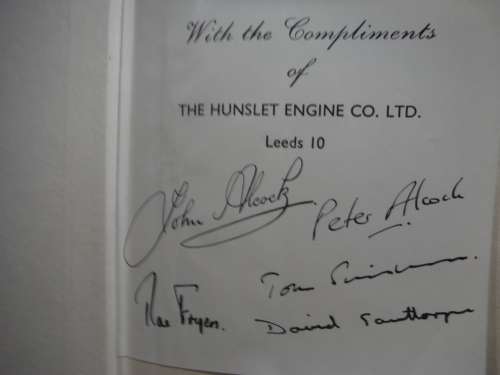 With the Compliments
of
THE HUNSLET ENGINE CO. LTD.
Leeds 10
John Alcock
Peter Alcock
Tom
David